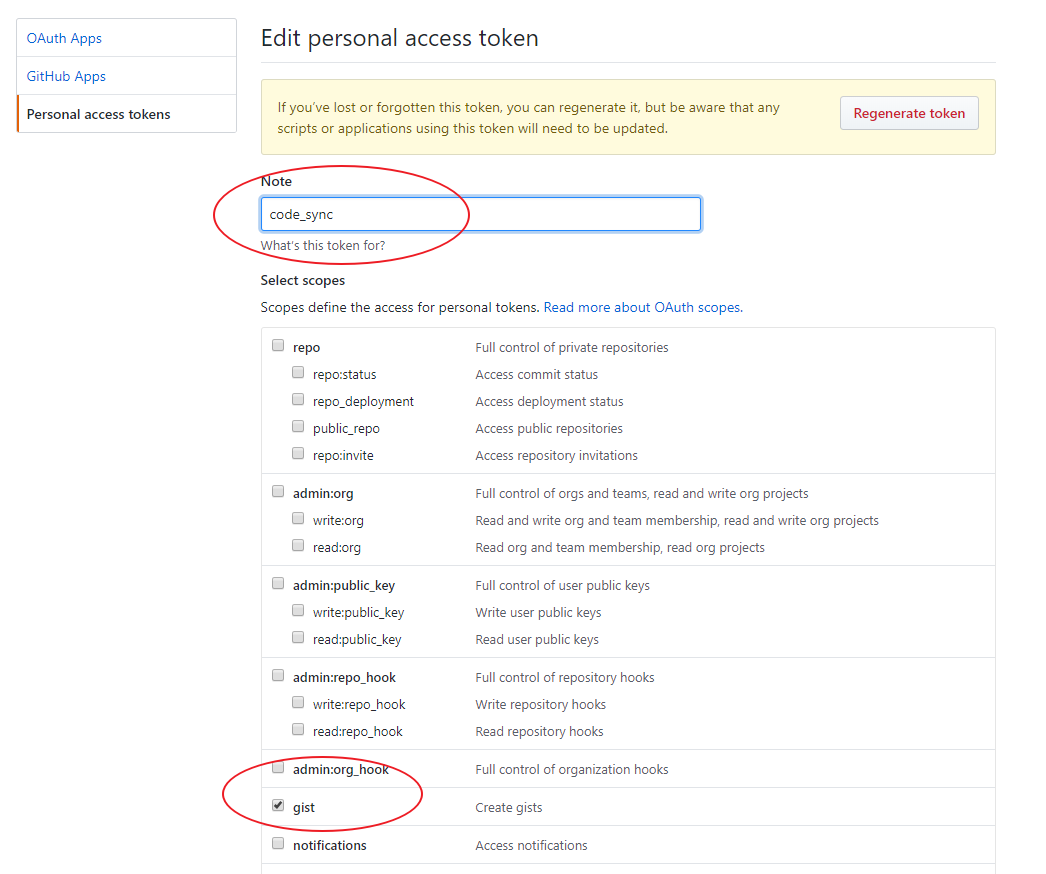 OAuth Apps
GitHub Apps
Personal access tokens
Edit personal access token
If you've lost or forgotten this token, you can regenerate it, but be aware that any
scripts or applications using this token will need to be updated.
Regenerate token
Note
code_sync
What's this token for?
Select scopes
Scopes define the access for personal tokens. Read more about OAuth scopes.
repo Full control of private repositories
repo:status Access commit status
repo_deployment Access deployment status
public_repo Access public repositories
repo:invite Access repository invitations
admin:org Full control of orgs and teams, read and write org projects
write:org Read and write org and team membership, read and write org projects
read:org Read org and team membership, read org projects
admin:public_key Full control of user public keys
write:public_key Write user public keys
read:public_key Read user public keys
admin:repo_hook Full control of repository hooks
write:repo_hook Write repository hooks
read:repo_hook Read repository hooks
admin:org_hook Full control of organization hooks
gist Create gists
notifications Access notifications